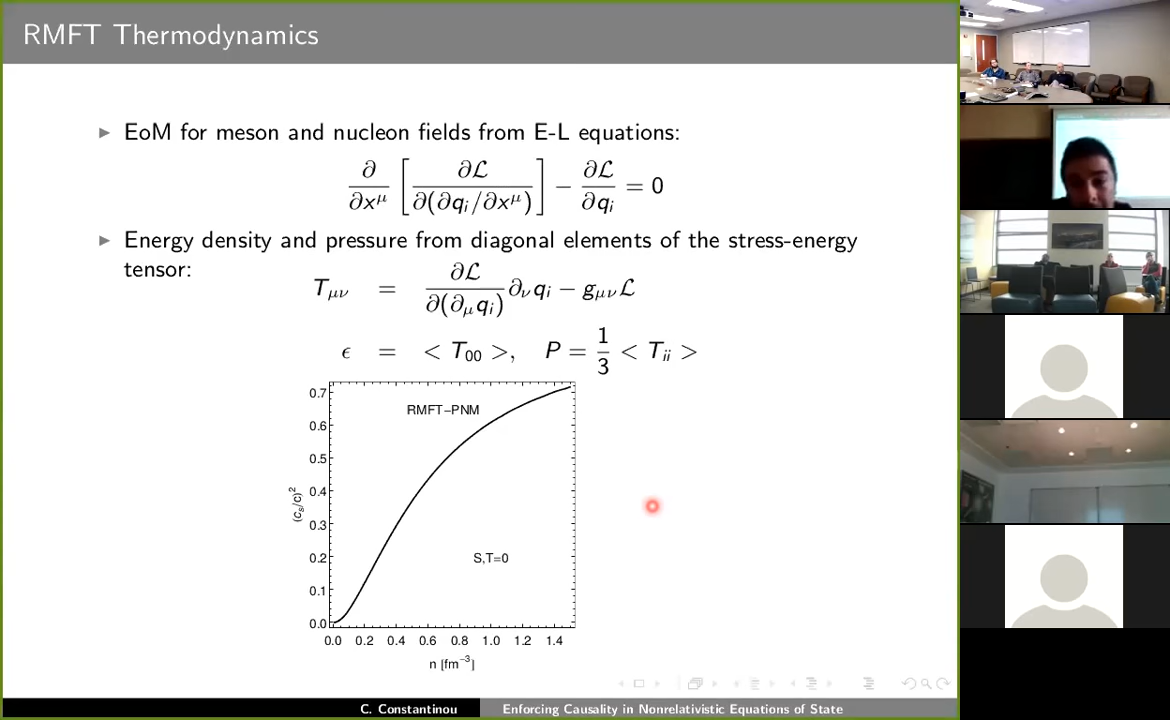 RMFT Thermodynamics
▶ EoM for meson and nucleon fields from E-L equations:
∂/∂x^μ [∂ℒ/∂(∂q_i/∂x^μ)] − ∂ℒ/∂q_i = 0
▶ Energy density and pressure from diagonal elements of the stress-energy
tensor:
T_μν = ∂ℒ/∂(∂_μ q_i) ∂_ν q_i − g_μν ℒ
ϵ = < T_00 >, P = 1/3 < T_ii >
RMFT−PNM
S,T=0
(c_s/c)^2
0.7
0.6
0.5
0.4
0.3
0.2
0.1
0.0
0.0 0.2 0.4 0.6 0.8 1.0 1.2 1.4
n [fm^−3]
C. Constantinou Enforcing Causality in Nonrelativistic Equations of State